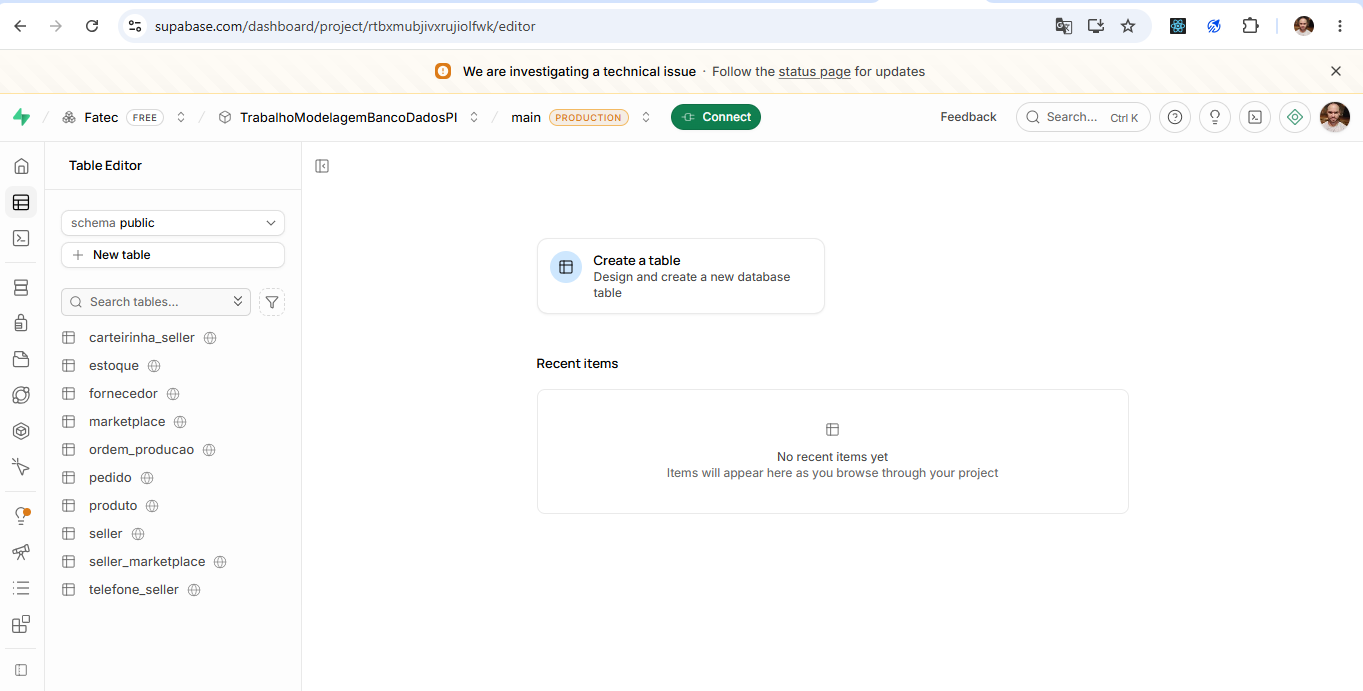 supabase.com/dashboard/project/rtbxmubjivxrujiolfwk/editor
We are investigating a technical issue · Follow the status page for updates
Fatec FREE / TrabalhoModelagemBancoDadosPI / main PRODUCTION Connect Feedback Search... Ctrl K
Table Editor
schema public
New table
Search tables...
carteirinha_seller
estoque
fornecedor
marketplace
ordem_producao
pedido
produto
seller
seller_marketplace
telefone_seller
Create a table
Design and create a new database
table
Recent items
No recent items yet
Items will appear here as you browse through your project